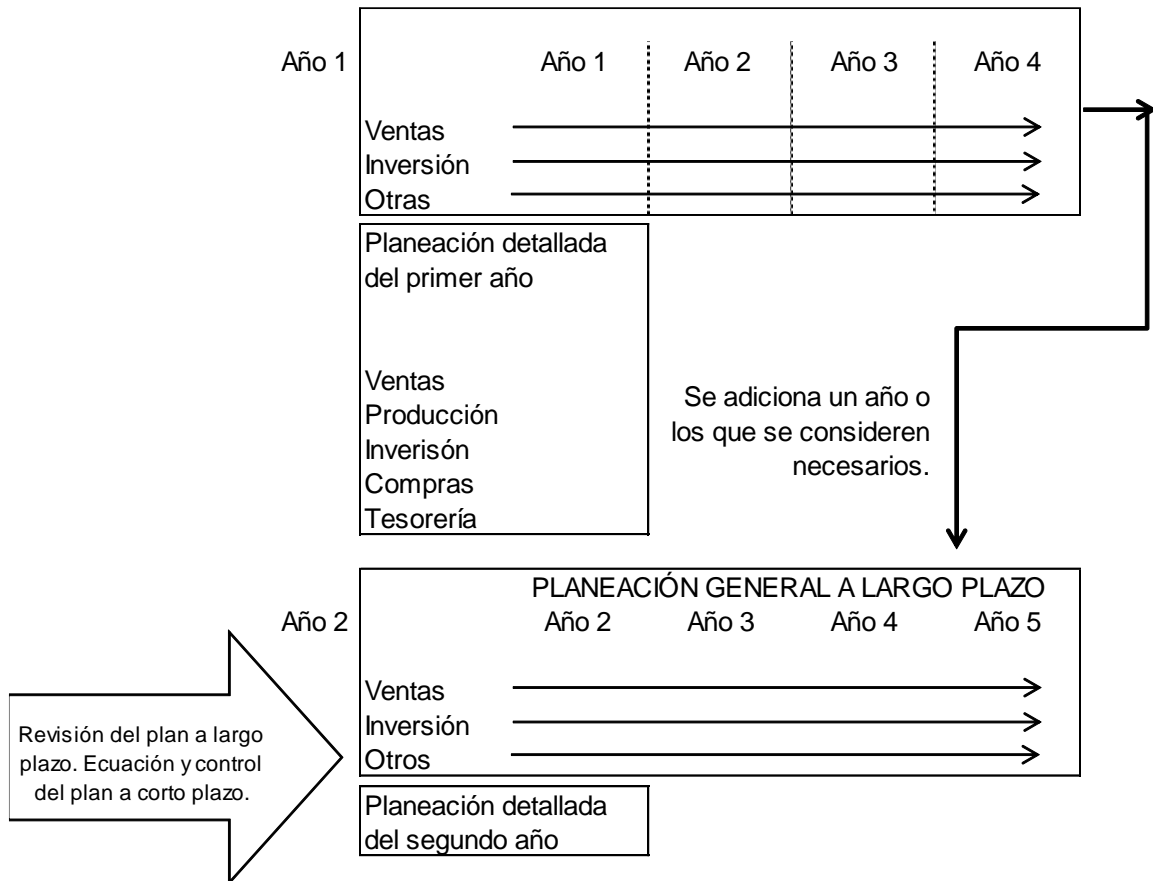 Año 1
Año 1 Año 2 Año 3 Año 4
Ventas
Inversión
Otras
Planeación detallada
del primer año
Ventas
Producción
Inverisón
Compras
Tesorería
Se adiciona un año o
los que se consideren
necesarios.
PLANEACIÓN GENERAL A LARGO PLAZO
Año 2
Año 2 Año 3 Año 4 Año 5
Ventas
Inversión
Otros
Revisión del plan a largo
plazo. Ecuación y control
del plan a corto plazo.
Planeación detallada
del segundo año